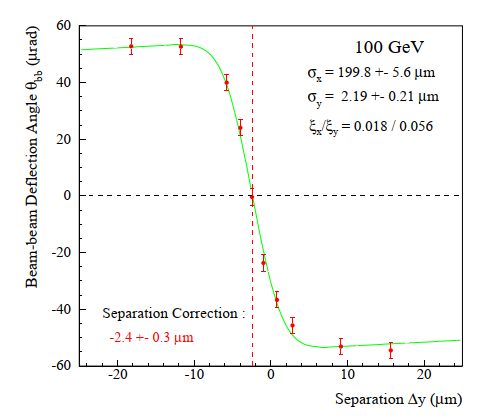 60
40
20
0
-20
-40
-60
Beam-beam Deflection Angle θbb (μrad)
100 GeV
σx = 199.8 +- 5.6 μm
σy = 2.19 +- 0.21 μm
ξx/ξy = 0.018 / 0.056
Separation Correction :
-2.4 +- 0.3 μm
-20
-10
0
10
20
Separation Δy (μm)